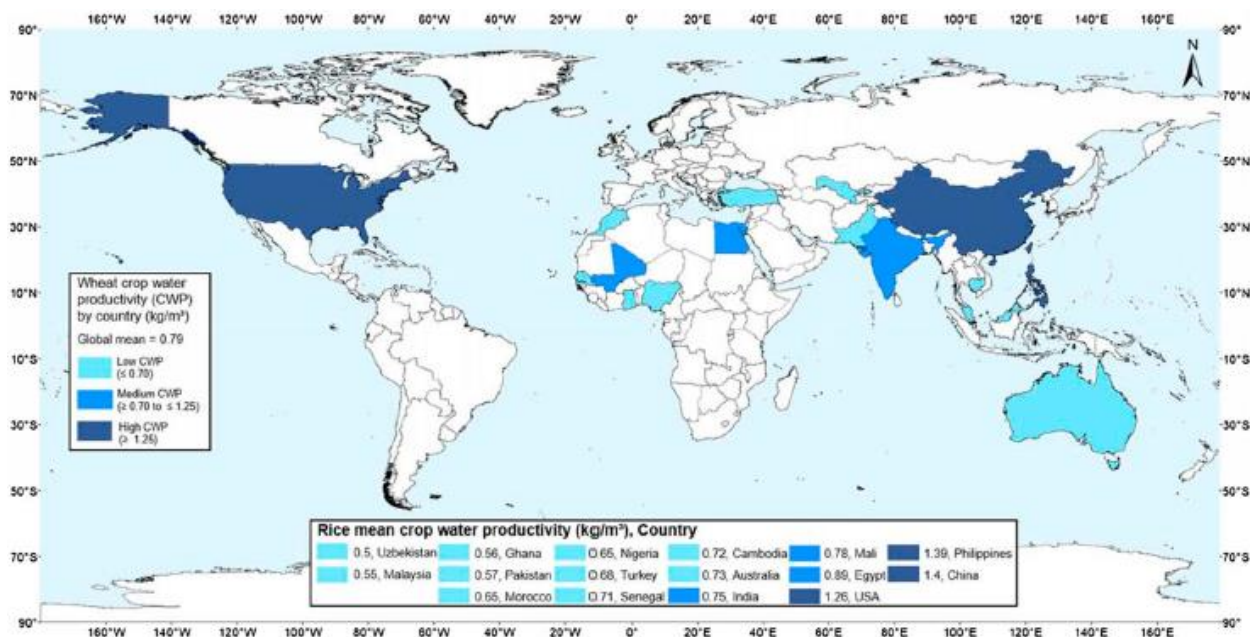 160°W 140°W 120°W 100°W 80°W 60°W 40°W 20°W 0° 20°E 40°E 60°E 80°E 100°E 120°E 140°E 160°E
90° 90°
N
70°N 70°N
50°N 50°N
30°N 30°N
10°N 10°N
10°S 10°S
30°S 30°S
50°S 50°S
70°S 70°S
90° 90°
Wheat crop water
productivity (CWP)
by country (kg/m³)
Global mean = 0.79
Low CWP
(≤ 0.70)
Medium CWP
(≥ 0.70 to ≤ 1.25)
High CWP
(≥ 1.25)
Rice mean crop water productivity (kg/m³), Country
0.5, Uzbekistan 0.56, Ghana 0.65, Nigeria 0.72, Cambodia 0.78, Mali 1.39, Philippines
0.55, Malaysia 0.57, Pakistan 0.68, Turkey 0.73, Australia 0.89, Egypt 1.4, China
0.65, Morocco 0.71, Senegal 0.75, India 1.26, USA
160°W 140°W 120°W 100°W 80°W 60°W 40°W 20°W 0° 20°E 40°E 60°E 80°E 100°E 120°E 140°E 160°E